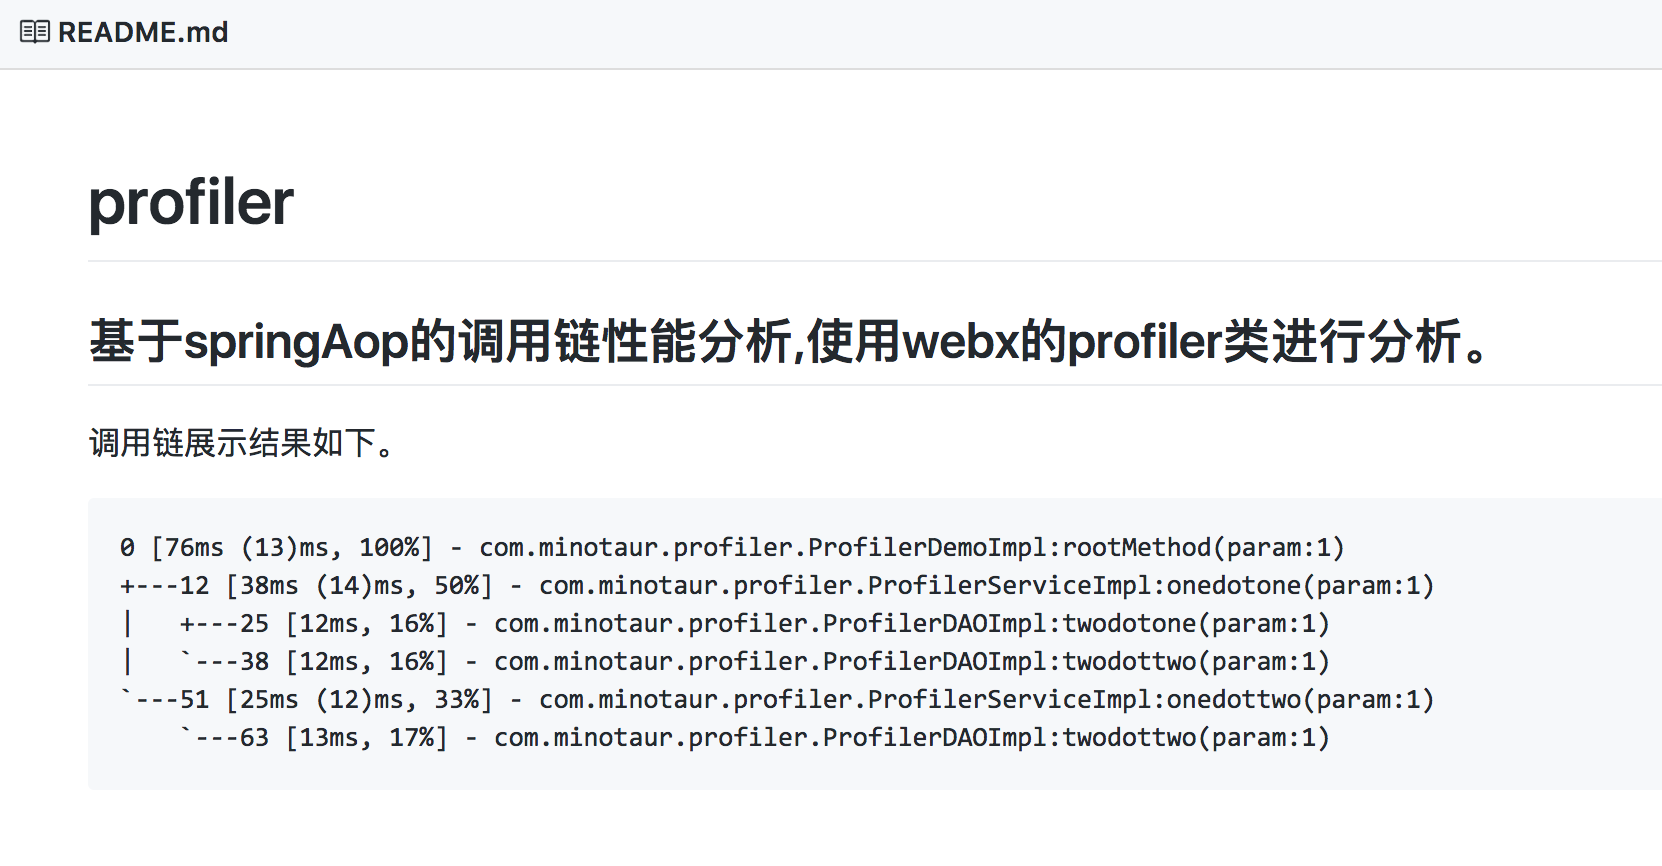 README.md
profiler
基于springAop的调用链性能分析,使用webx的profiler类进行分析。
调用链展示结果如下。
0 [76ms (13)ms, 100%] - com.minotaur.profiler.ProfilerDemoImpl:rootMethod(param:1)
+---12 [38ms (14)ms, 50%] - com.minotaur.profiler.ProfilerServiceImpl:onedotone(param:1)
|   +---25 [12ms, 16%] - com.minotaur.profiler.ProfilerDAOImpl:twodotone(param:1)
|   `---38 [12ms, 16%] - com.minotaur.profiler.ProfilerDAOImpl:twodottwo(param:1)
`---51 [25ms (12)ms, 33%] - com.minotaur.profiler.ProfilerServiceImpl:onedottwo(param:1)
    `---63 [13ms, 17%] - com.minotaur.profiler.ProfilerDAOImpl:twodottwo(param:1)